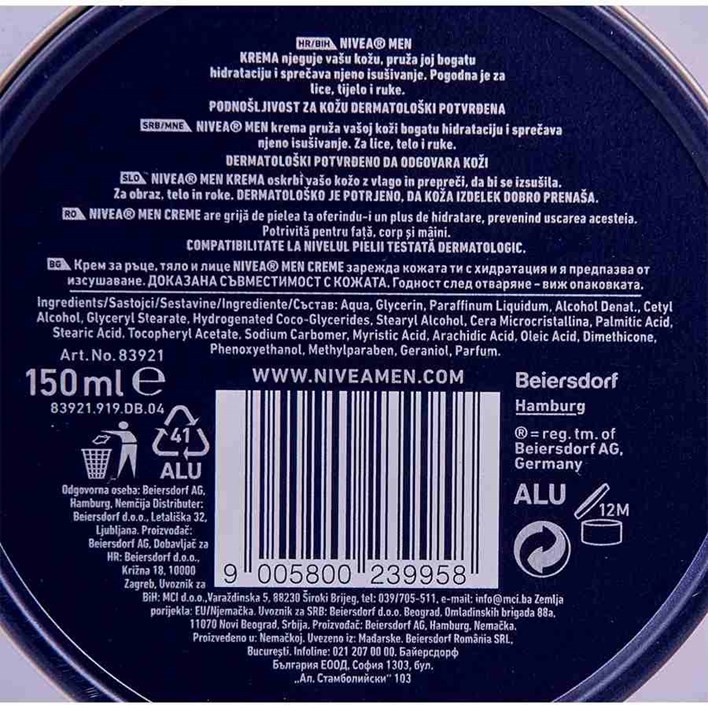 HR/BIH NIVEA® MEN
KREMA njeguje vašu kožu, pruža joj bogatu
hidrataciju i sprečava njeno isušivanje. Pogodna je za
lice, tijelo i ruke.
PODNOŠLJIVOST ZA KOŽU DERMATOLOŠKI POTVRĐENA
SRB/MNE NIVEA® MEN krema pruža vašoj koži bogatu hidrataciju i sprečava
njeno isušivanje. Za lice, telo i ruke.
DERMATOLOŠKI POTVRĐENO DA ODGOVARA KOŽI
SLO NIVEA® MEN KREMA oskrbi vašo kožo z vlago in prepreči, da bi se izsušila.
Za obraz, telo in roke. DERMATOLOŠKO JE POTRJENO, DA KOŽA IZDELEK DOBRO PRENAŠA.
RO NIVEA® MEN CREME are grijă de pielea ta oferindu-i un plus de hidratare, prevenind uscarea acesteia.
Potrivită pentru față, corp și mâini.
COMPATIBILITATE LA NIVELUL PIELII TESTATĂ DERMATOLOGIC.
BG Крем за ръце, тяло и лице NIVEA® MEN CREME зарежда кожата ти с хидратация и я предпазва от
изсушаване. ДОКАЗАНА СЪВМЕСТИМОСТ С КОЖАТА. Годност след отваряне – виж опаковката.
Ingredients/Sastojci/Sestavine/Ingrediente/Състав: Aqua, Glycerin, Paraffinum Liquidum, Alcohol Denat., Cetyl
Alcohol, Glyceryl Stearate, Hydrogenated Coco-Glycerides, Stearyl Alcohol, Cera Microcristallina, Palmitic Acid,
Stearic Acid, Tocopheryl Acetate, Sodium Carbomer, Myristic Acid, Arachidic Acid, Oleic Acid, Dimethicone,
Phenoxyethanol, Methylparaben, Geraniol, Parfum.
Art. No. 83921
150 ml e
83921.919.DB.04
WWW.NIVEAMEN.COM
Beiersdorf
Hamburg
® = reg. tm. of
Beiersdorf AG,
Germany
41
ALU
ALU
12M
9 005800 239958
Odgovorna oseba: Beiersdorf AG,
Hamburg, Nemčija Distributer:
Beiersdorf d.o.o., Letališka 32,
Ljubljana. Proizvođač:
Beiersdorf AG, Dobavljač za
HR: Beiersdorf d.o.o.,
Križna 18, 10000
Zagreb, Uvoznik za
BiH: MCI d.o.o.,Varaždinska 5, 88230 Široki Brijeg, tel: 039/705-511, e-mail: info@mci.ba Zemlja
porijekla: EU/Njemačka. Uvoznik za SRB: Beiersdorf d.o.o. Beograd, Omladinskih brigada 88a,
11070 Novi Beograd, Srbija. Proizvođač: Beiersdorf AG, Hamburg, Nemačka.
Proizvedeno u: Nemačkoj. Uvezeno iz: Mađarske. Beiersdorf România SRL,
București. Infoline: 021 207 00 00. Байерсдорф
България ЕООД, София 1303, бул.
„Ал. Стамболийски" 103